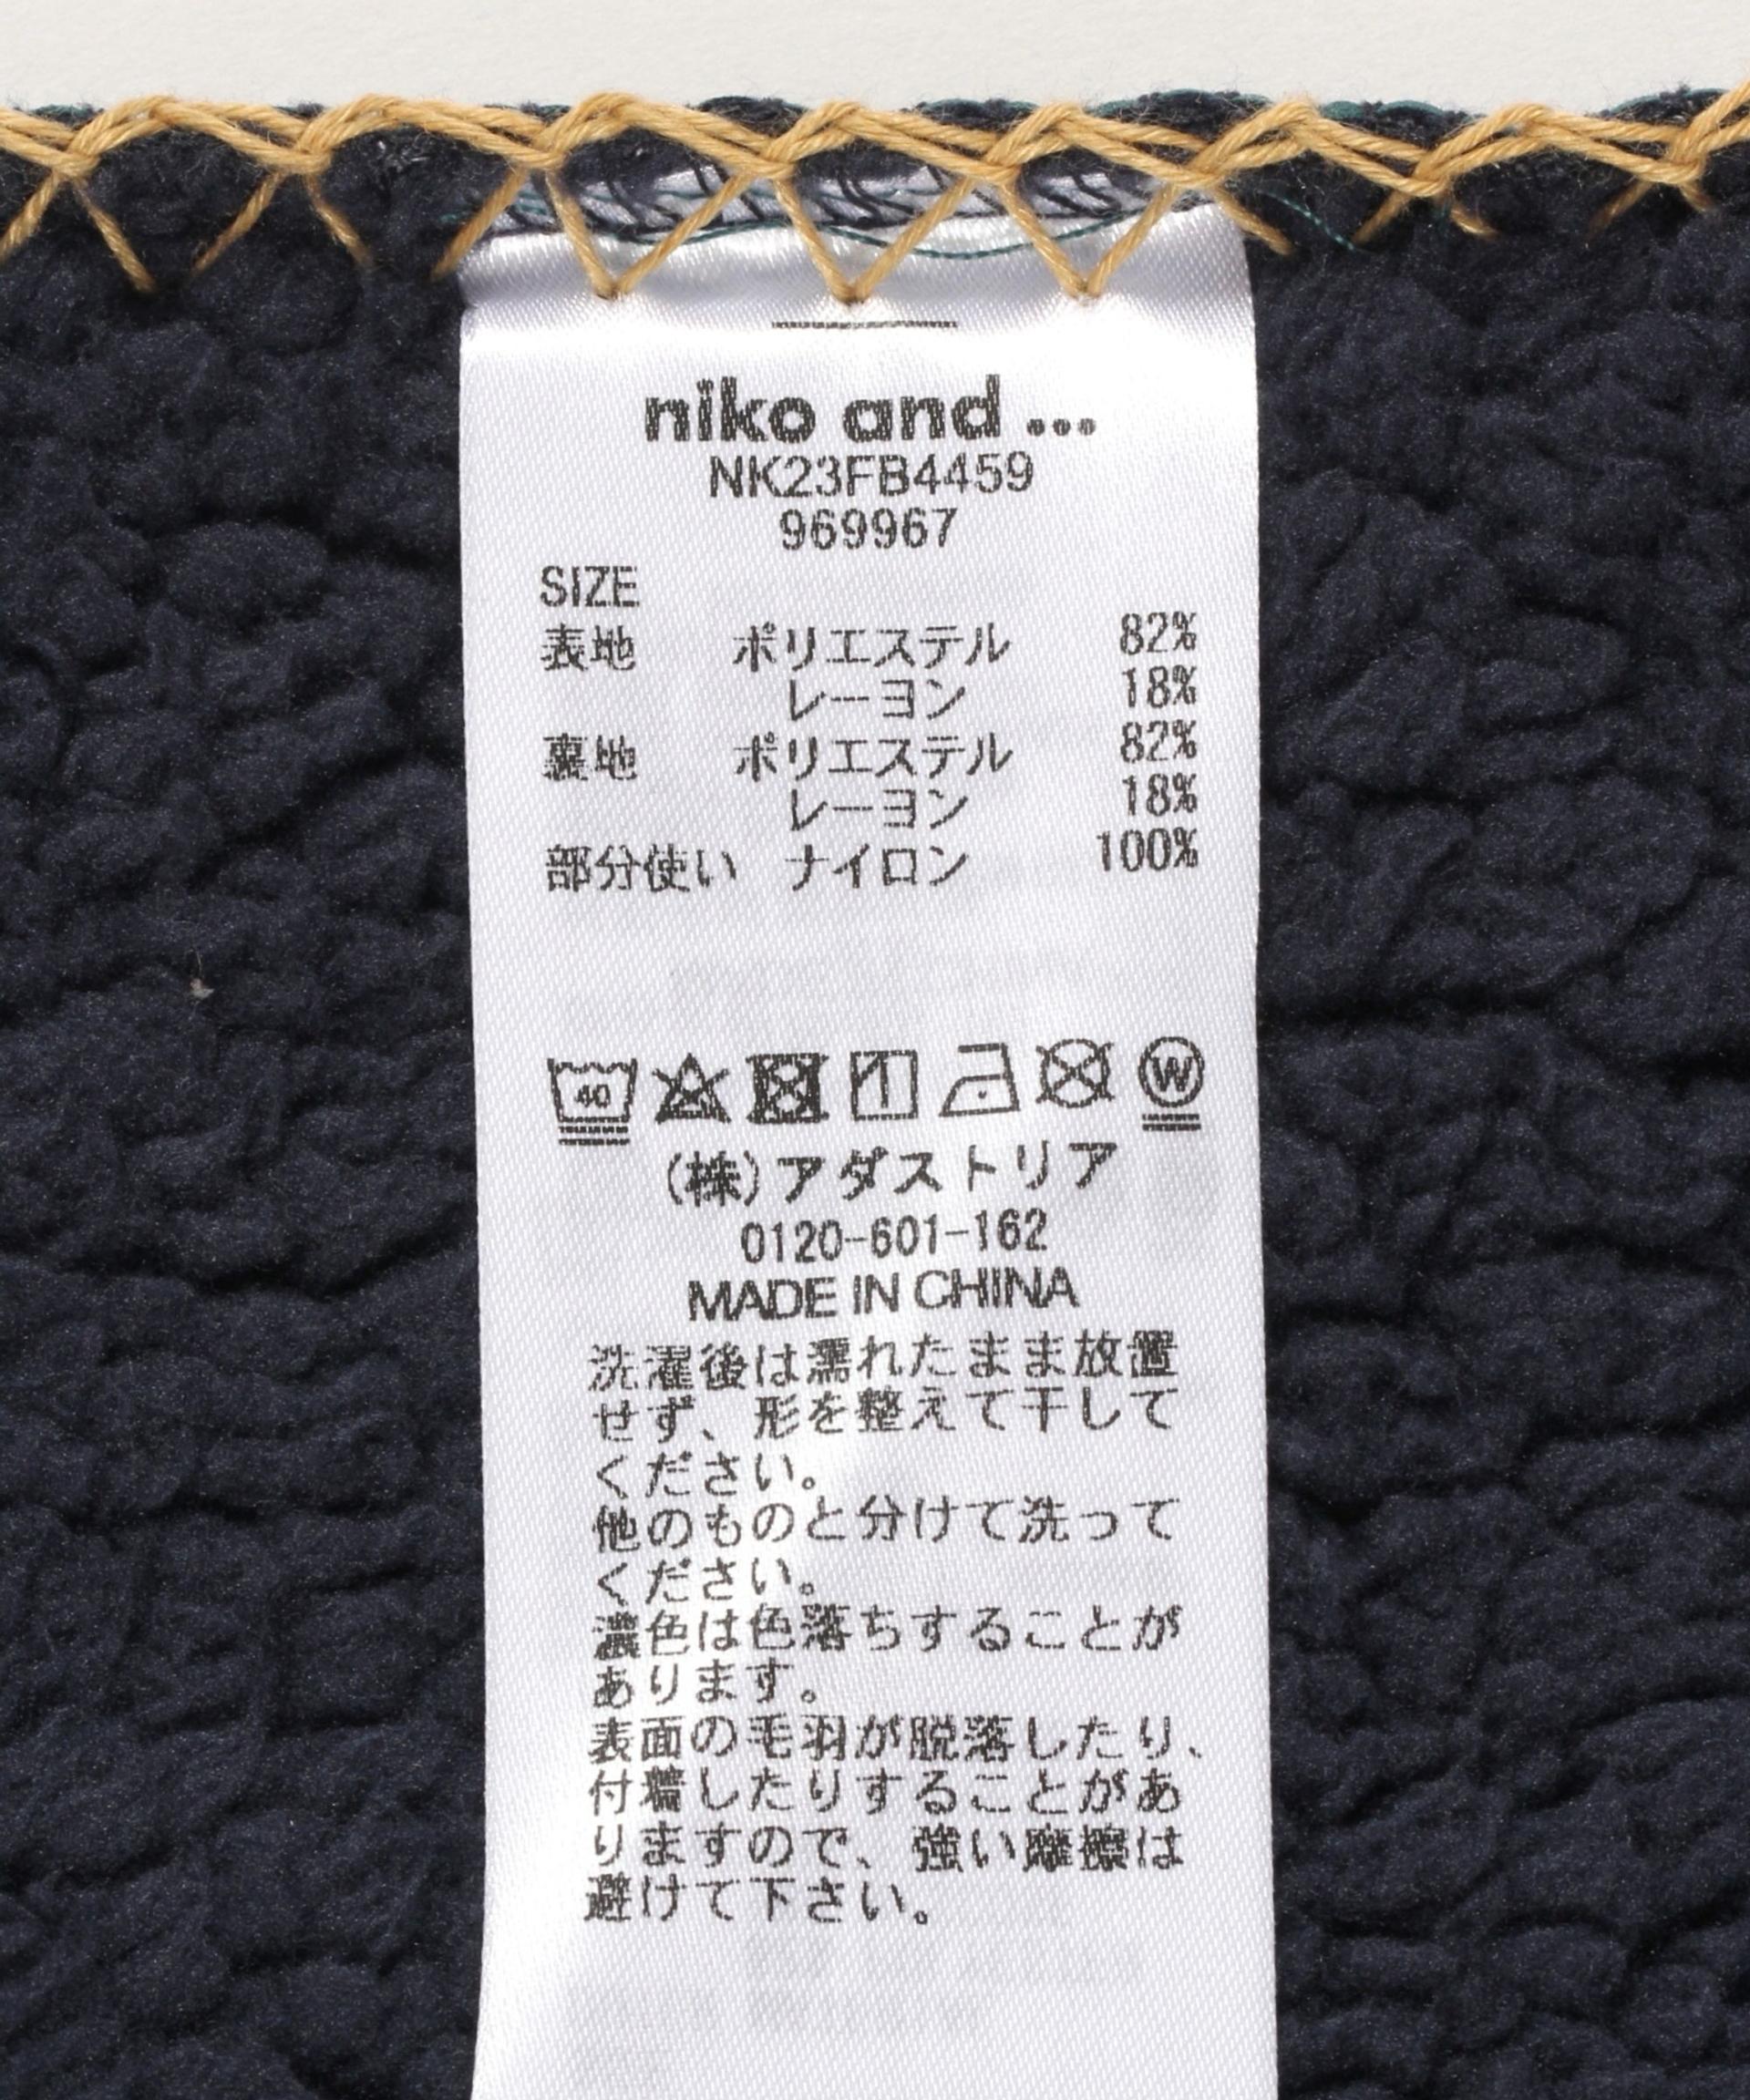 niko and ...
NK23FB4459
969967
SIZE
表地 ポリエステル 82%
レーヨン 18%
裏地 ポリエステル 82%
レーヨン 18%
部分使い ナイロン 100%
40 W
(株)アダストリア
0120-601-162
MADE IN CHINA
洗濯後は濡れたまま放置
せず、形を整えて干して
ください。
他のものと分けて洗って
ください。
濃色は色落ちすることが
あります。
表面の毛羽が脱落したり、
付着したりすることがあ
りますので、強い摩擦は
避けて下さい。